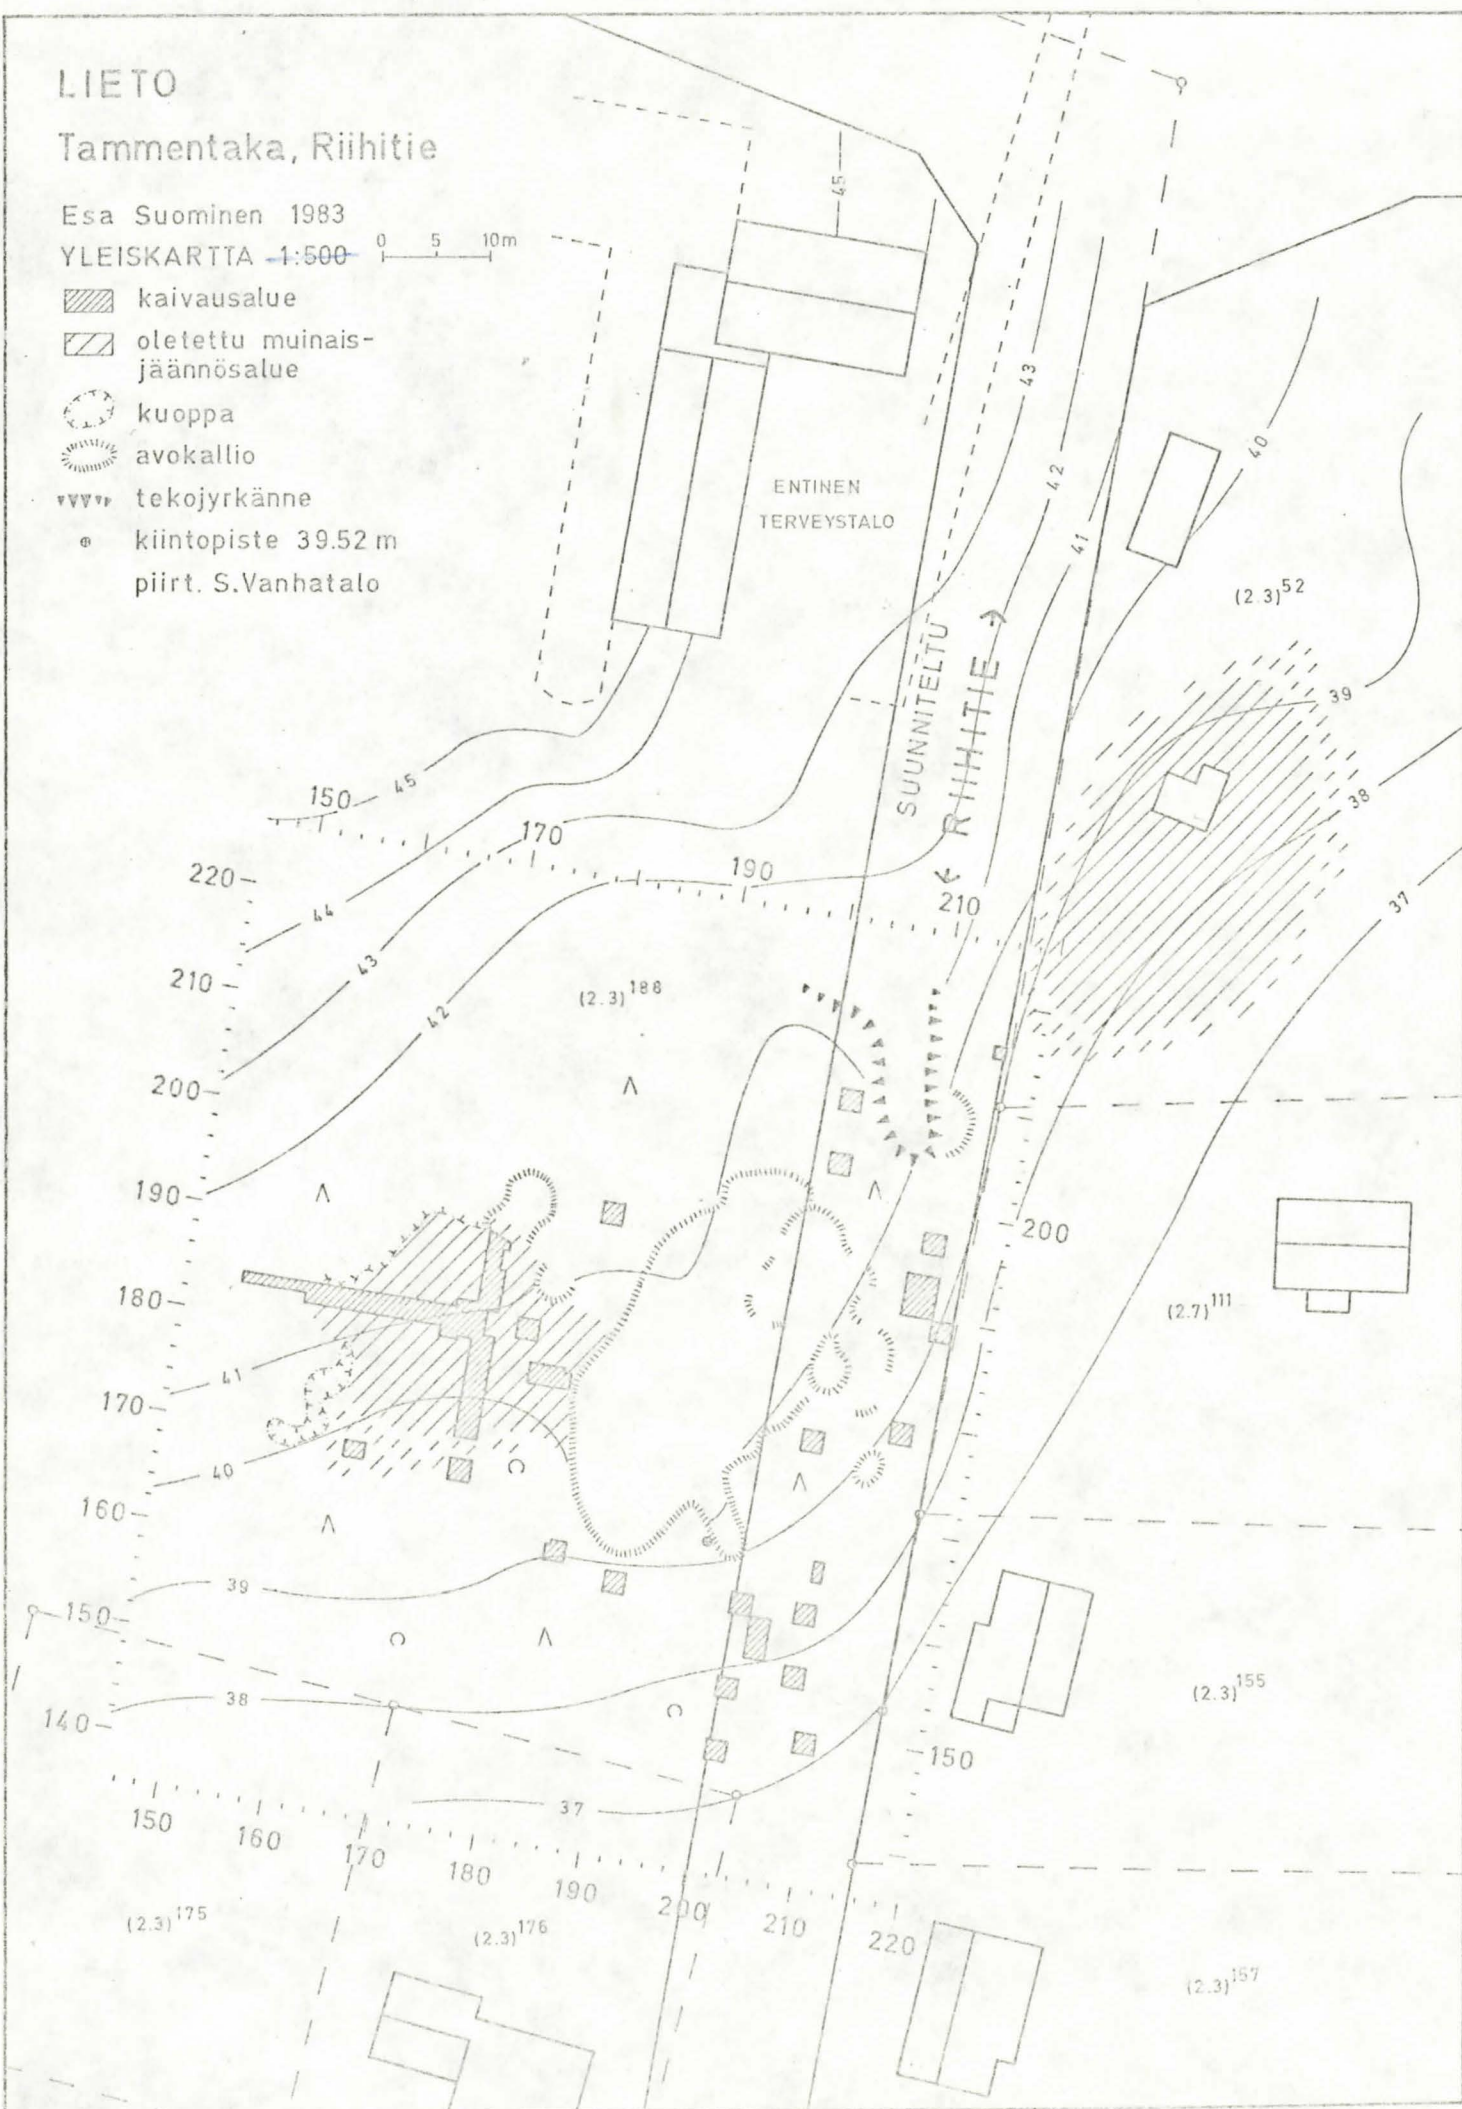 LIETO
Tammentaka, Riihitie
Esa Suominen 1983
YLEISKARTTA 1:500 0 5 10m
kaivausalue
oletettu muinais-
jäännösalue
kuoppa
avokallio
tekojyrkänne
kiintopiste 39.52 m
piirt. S.Vanhatalo
45
43
42
41
40
ENTINEN
TERVEYSTALO
(2.3)52
SUUNNITELTU
RIIHITIE
39
38
37
45
150
170
190
210
220
44
210
43
42
(2.3)188
200
190
200
180
(2.7)111
41
170
40
160
39
150
38
140
(2.3)155
150
37
150
160
170
180
190
200
210
220
(2.3)175
(2.3)176
(2.3)157